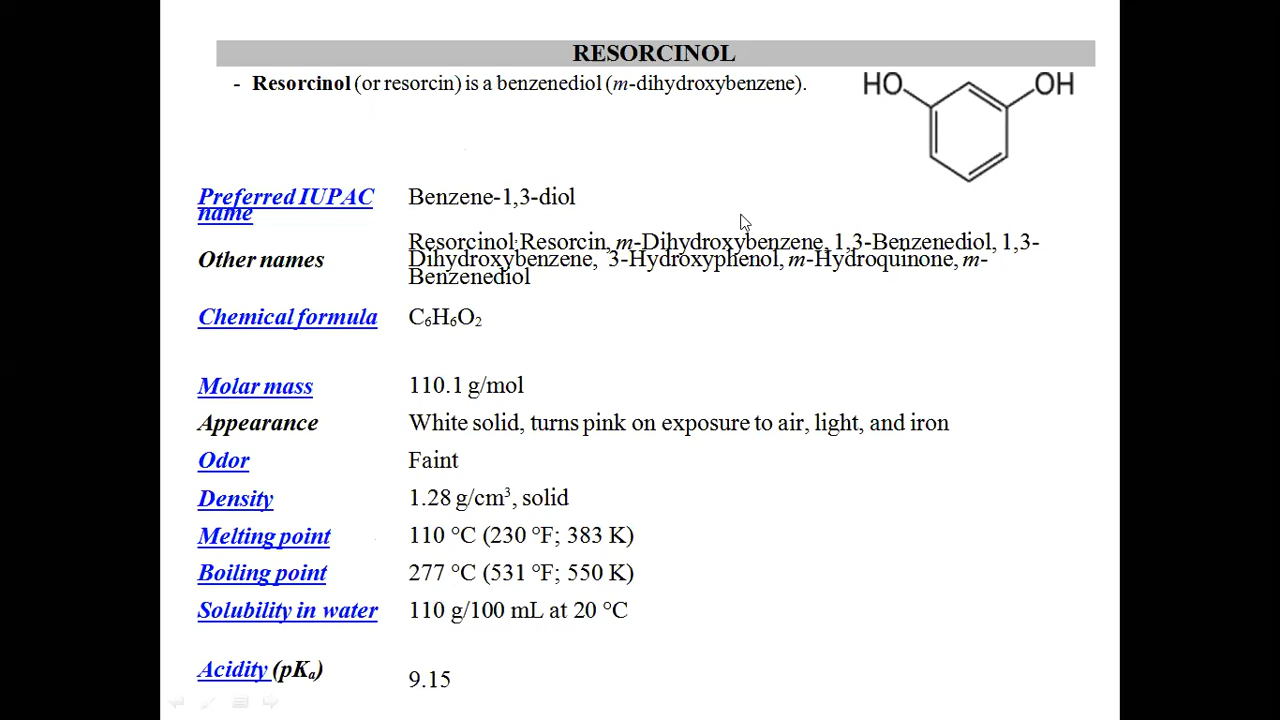 RESORCINOL
- Resorcinol (or resorcin) is a benzenediol (m-dihydroxybenzene).
HO OH
Preferred IUPAC
name
Benzene-1,3-diol
Other names
Resorcinol Resorcin, m-Dihydroxybenzene, 1,3-Benzenediol, 1,3-
Dihydroxybenzene, 3-Hydroxyphenol, m-Hydroquinone, m-
Benzenediol
Chemical formula C₆H₆O₂
Molar mass 110.1 g/mol
Appearance White solid, turns pink on exposure to air, light, and iron
Odor Faint
Density 1.28 g/cm³, solid
Melting point 110 °C (230 °F; 383 K)
Boiling point 277 °C (531 °F; 550 K)
Solubility in water 110 g/100 mL at 20 °C
Acidity (pKₐ) 9.15